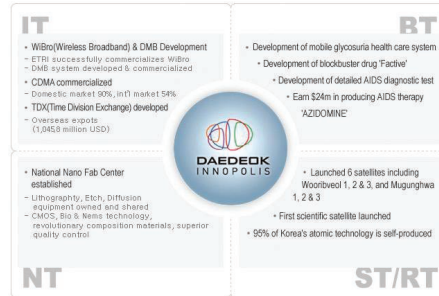 IT
• WiBro(Wireless Broadband) & DMB Development
- ETRI successfully commercializes WiBro
- DMB system developed & commercialized
• CDMA commercialized
- Domestic market 90%, int'l market 54%
• TDX(Time Division Exchange) developed
- Overseas expots
(1,045.8 million USD)
BT
• Development of mobile glycosuria health care system
• Development of blockbuster drug 'Factive'
• Development of detailed AIDS diagnostic test
• Earn $24m in producing AIDS therapy
'AZIDOMINE'
DAEDEOK
INNOPOLIS
• National Nano Fab Center
established
- Lithography, Etch, Diffusion
equipment owned and shared
- CMOS, Bio & Nems technology,
revolutionary composition materials, superior
quality control
NT
• Launched 6 satellites including
Wooribveol 1, 2 & 3, and Mugunghwa
1, 2 & 3
• First scientific satellite launched
• 95% of Korea's atomic technology is self-produced
ST/RT